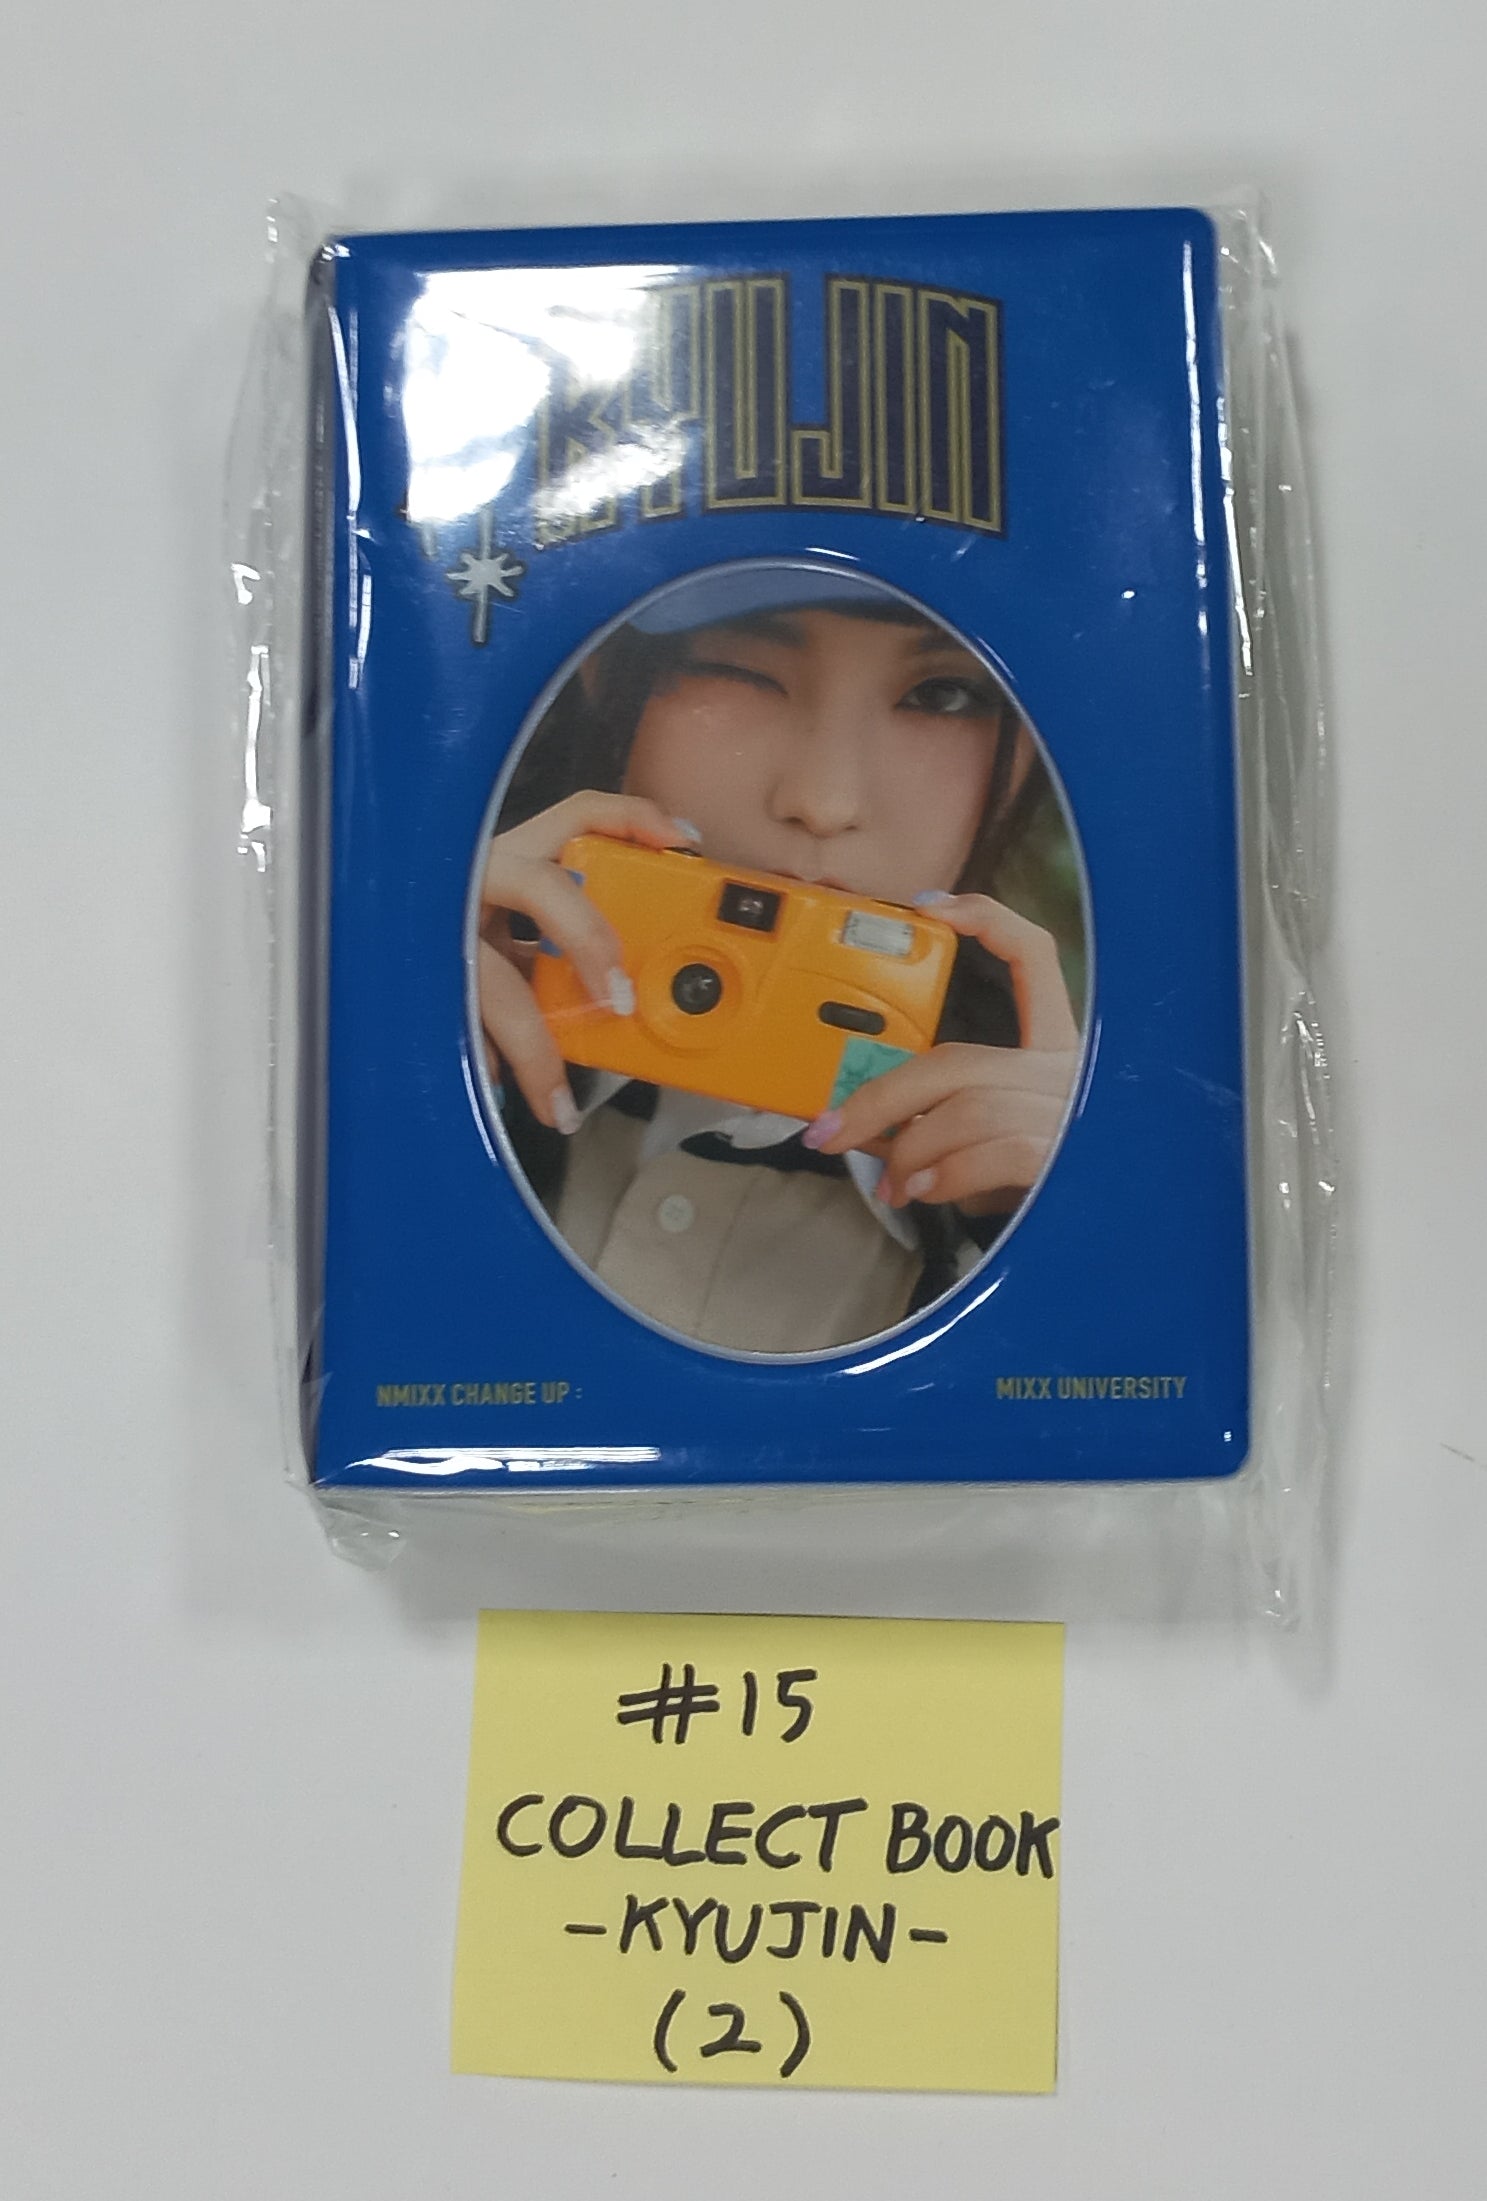 KYUJIN
NMIXX CHANGE UP :
MIXX UNIVERSITY
#15
COLLECT BOOK
-KYUJIN-
(2)